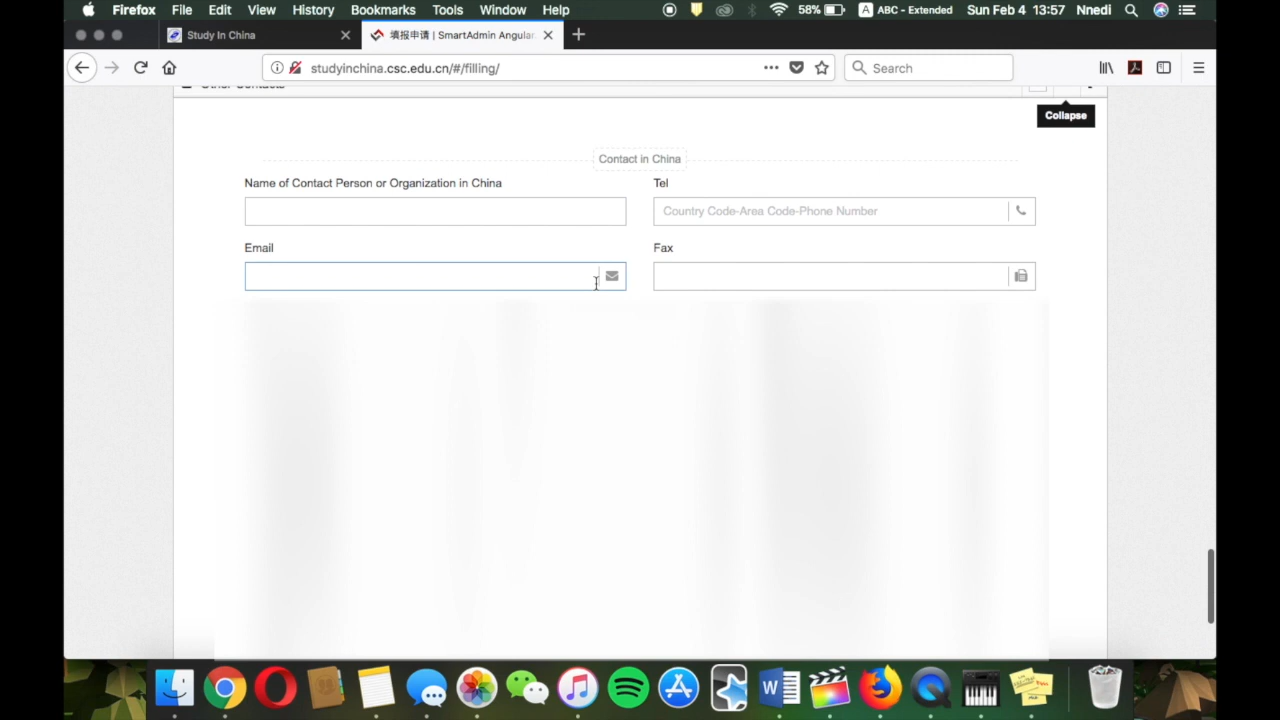 Firefox File Edit View History Bookmarks Tools Window Help 58% A ABC - Extended Sun Feb 4 13:57 Nnedi
Study In China 填报申请 | SmartAdmin Angular
studyinchina.csc.edu.cn/#/filling/ Search
Other Contacts
Collapse
Contact in China
Name of Contact Person or Organization in China Tel
Country Code-Area Code-Phone Number
Email Fax